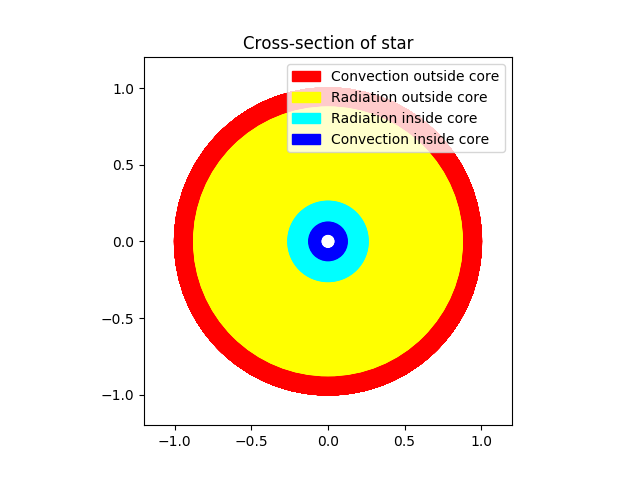 Cross-section of star
Convection outside core
Radiation outside core
Radiation inside core
Convection inside core
1.0
0.5
0.0
−0.5
−1.0
−1.0 −0.5 0.0 0.5 1.0